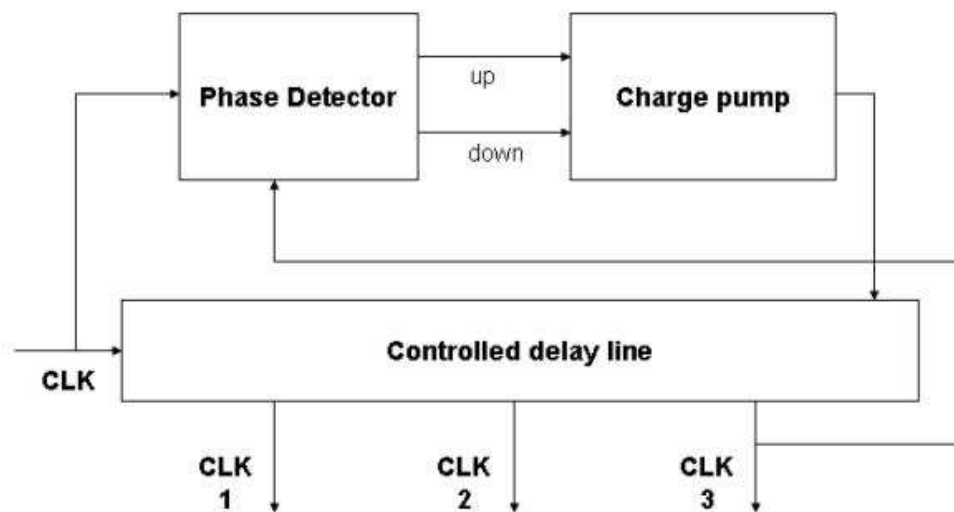 Phase Detector
up
down
Charge pump
Controlled delay line
CLK
CLK
1
CLK
2
CLK
3